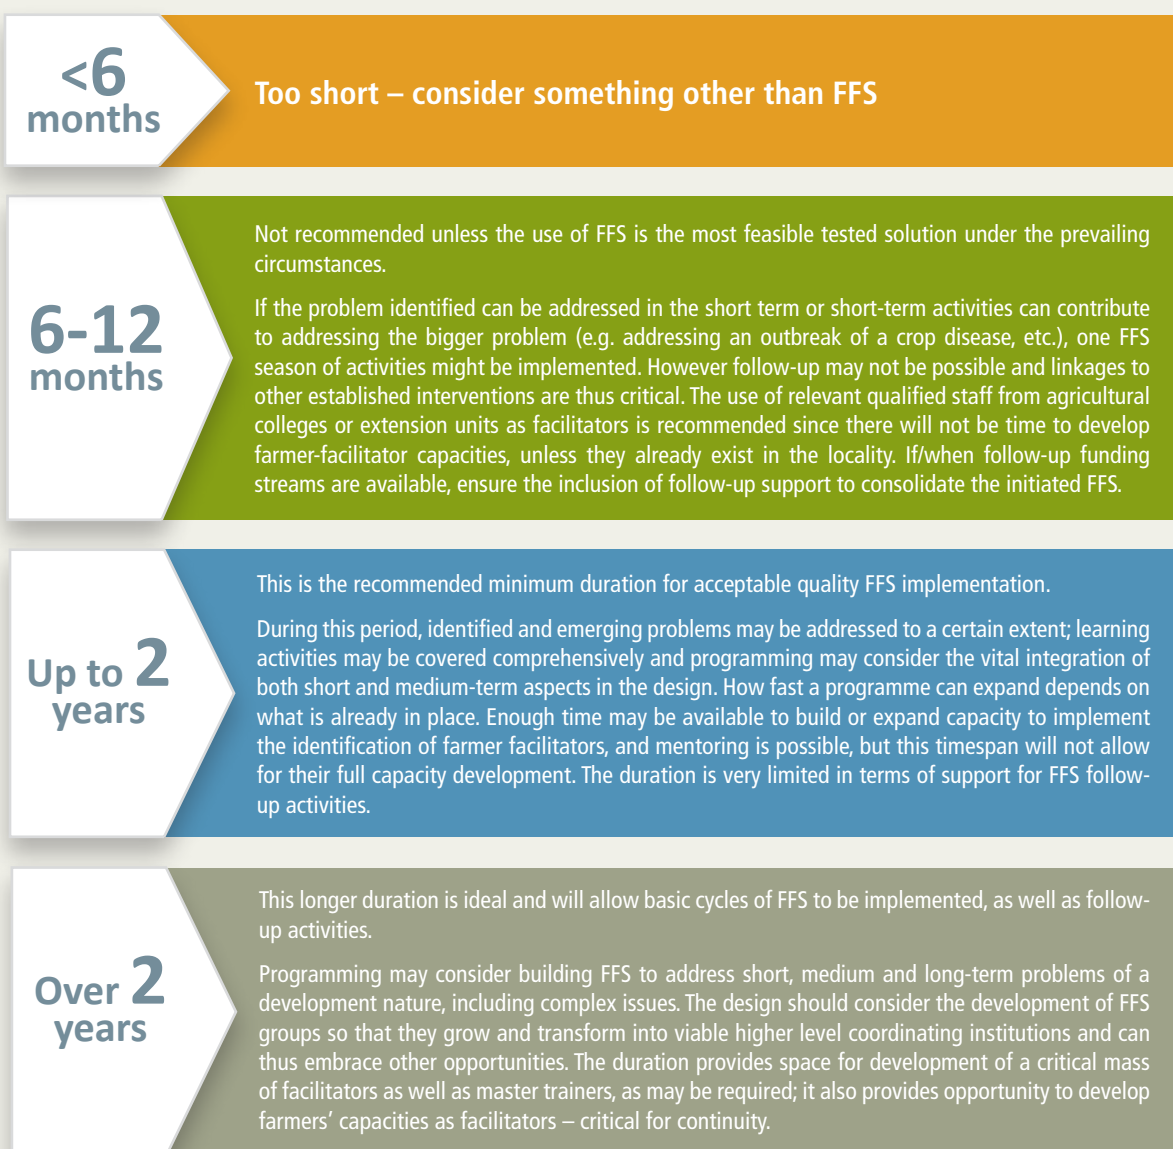 <6
months
Too short – consider something other than FFS
6-12
months
Not recommended unless the use of FFS is the most feasible tested solution under the prevailing
circumstances.
If the problem identified can be addressed in the short term or short-term activities can contribute
to addressing the bigger problem (e.g. addressing an outbreak of a crop disease, etc.), one FFS
season of activities might be implemented. However follow-up may not be possible and linkages to
other established interventions are thus critical. The use of relevant qualified staff from agricultural
colleges or extension units as facilitators is recommended since there will not be time to develop
farmer-facilitator capacities, unless they already exist in the locality. If/when follow-up funding
streams are available, ensure the inclusion of follow-up support to consolidate the initiated FFS.
Up to 2
years
This is the recommended minimum duration for acceptable quality FFS implementation.
During this period, identified and emerging problems may be addressed to a certain extent; learning
activities may be covered comprehensively and programming may consider the vital integration of
both short and medium-term aspects in the design. How fast a programme can expand depends on
what is already in place. Enough time may be available to build or expand capacity to implement
the identification of farmer facilitators, and mentoring is possible, but this timespan will not allow
for their full capacity development. The duration is very limited in terms of support for FFS follow-
up activities.
Over 2
years
This longer duration is ideal and will allow basic cycles of FFS to be implemented, as well as follow-
up activities.
Programming may consider building FFS to address short, medium and long-term problems of a
development nature, including complex issues. The design should consider the development of FFS
groups so that they grow and transform into viable higher level coordinating institutions and can
thus embrace other opportunities. The duration provides space for development of a critical mass
of facilitators as well as master trainers, as may be required; it also provides opportunity to develop
farmers’ capacities as facilitators – critical for continuity.